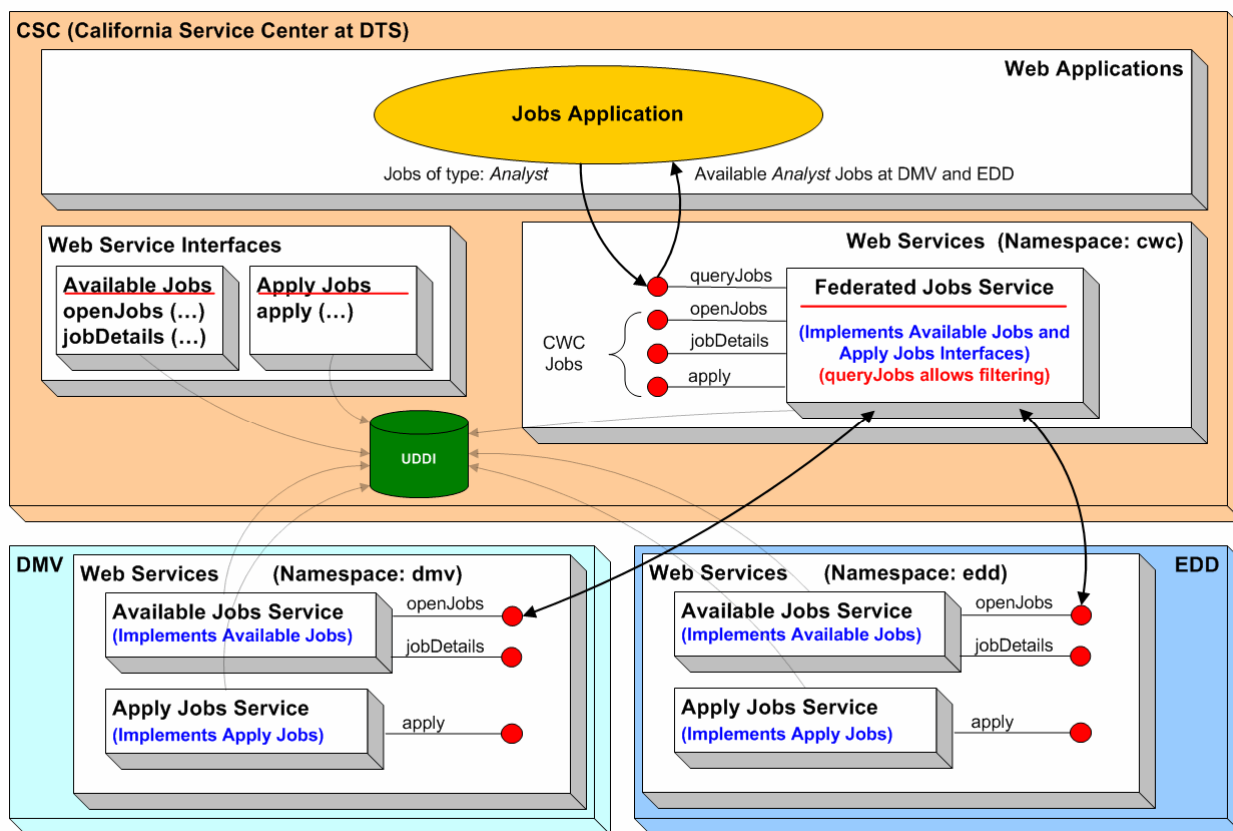 CSC (California Service Center at DTS)
Web Applications
Jobs Application
Jobs of type: Analyst
Available Analyst Jobs at DMV and EDD
Web Service Interfaces
Available Jobs
openJobs (…)
jobDetails (…)
Apply Jobs
apply (…)
Web Services (Namespace: cwc)
queryJobs
openJobs
jobDetails
apply
CWC
Jobs
Federated Jobs Service
(Implements Available Jobs and
Apply Jobs Interfaces)
(queryJobs allows filtering)
UDDI
DMV
Web Services (Namespace: dmv)
Available Jobs Service
(Implements Available Jobs)
openJobs
jobDetails
Apply Jobs Service
(Implements Apply Jobs)
apply
EDD
Web Services (Namespace: edd)
Available Jobs Service
(Implements Available Jobs)
openJobs
jobDetails
Apply Jobs Service
(Implements Apply Jobs)
apply